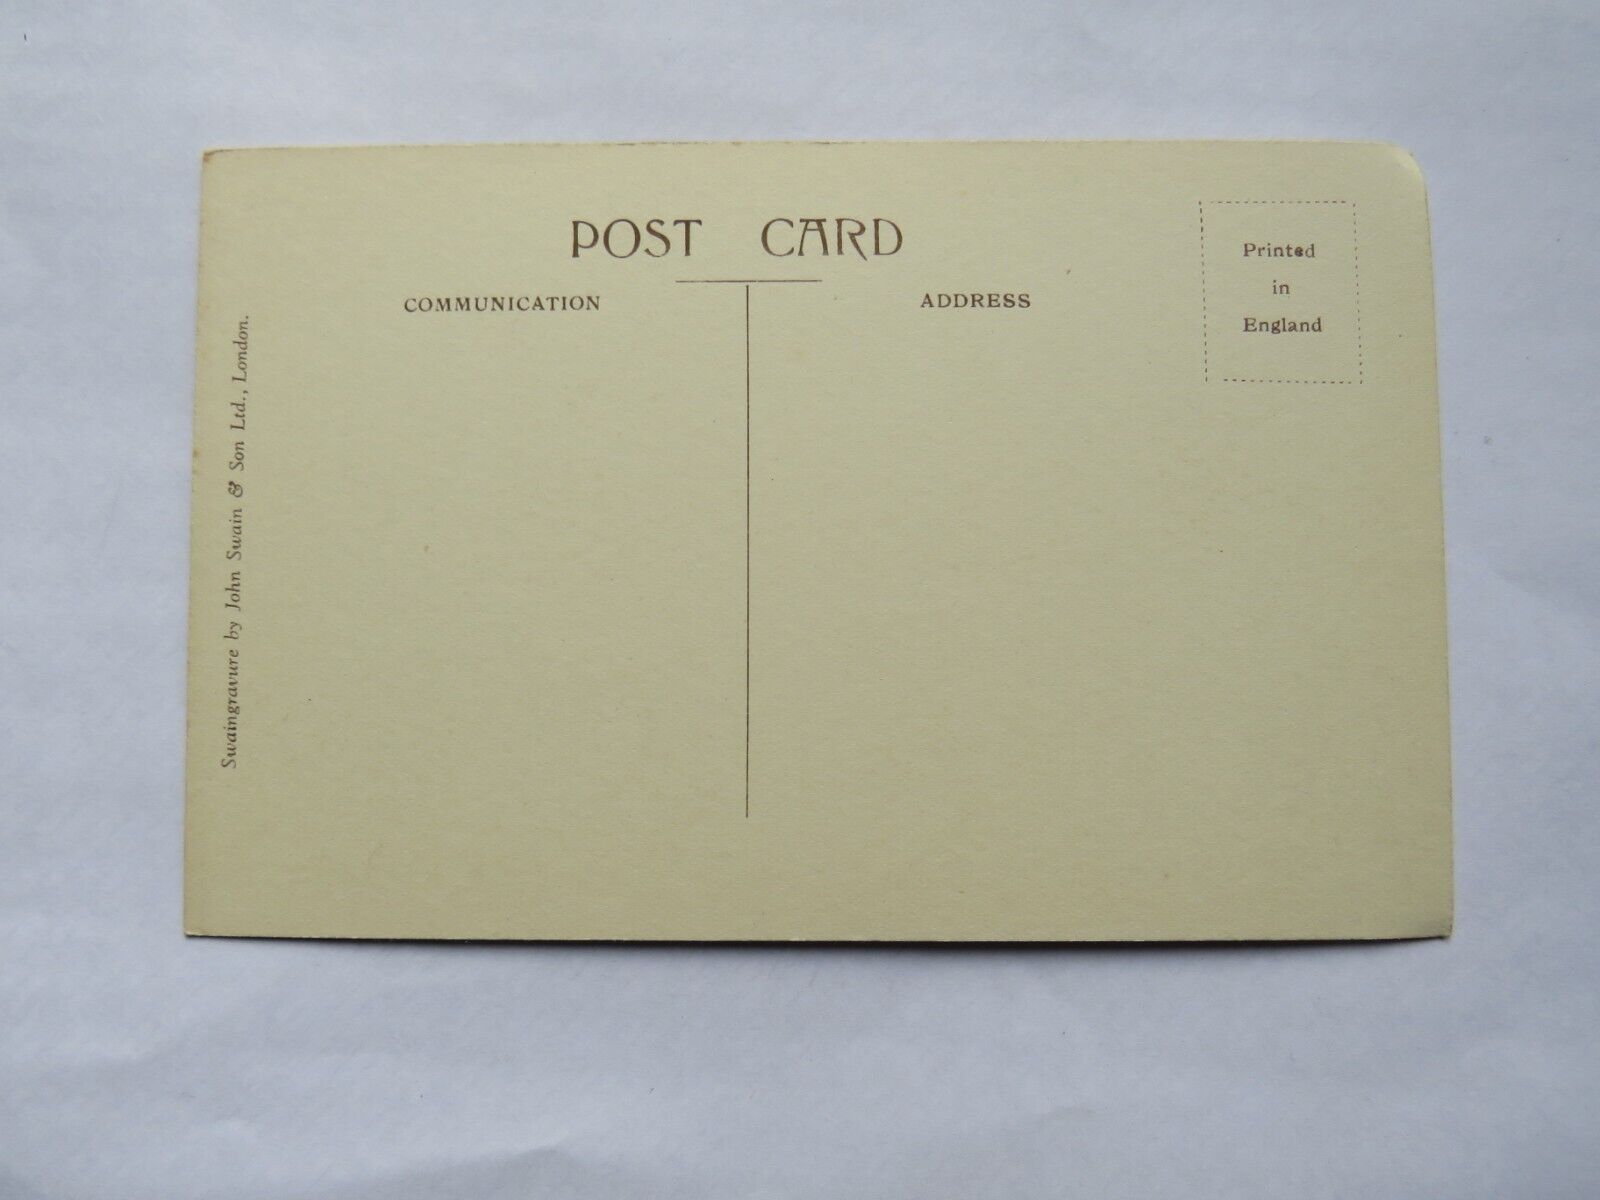 POST CARD
COMMUNICATION
ADDRESS
Printed
in
England
Swaingravure by John Swain & Son Ltd., London.